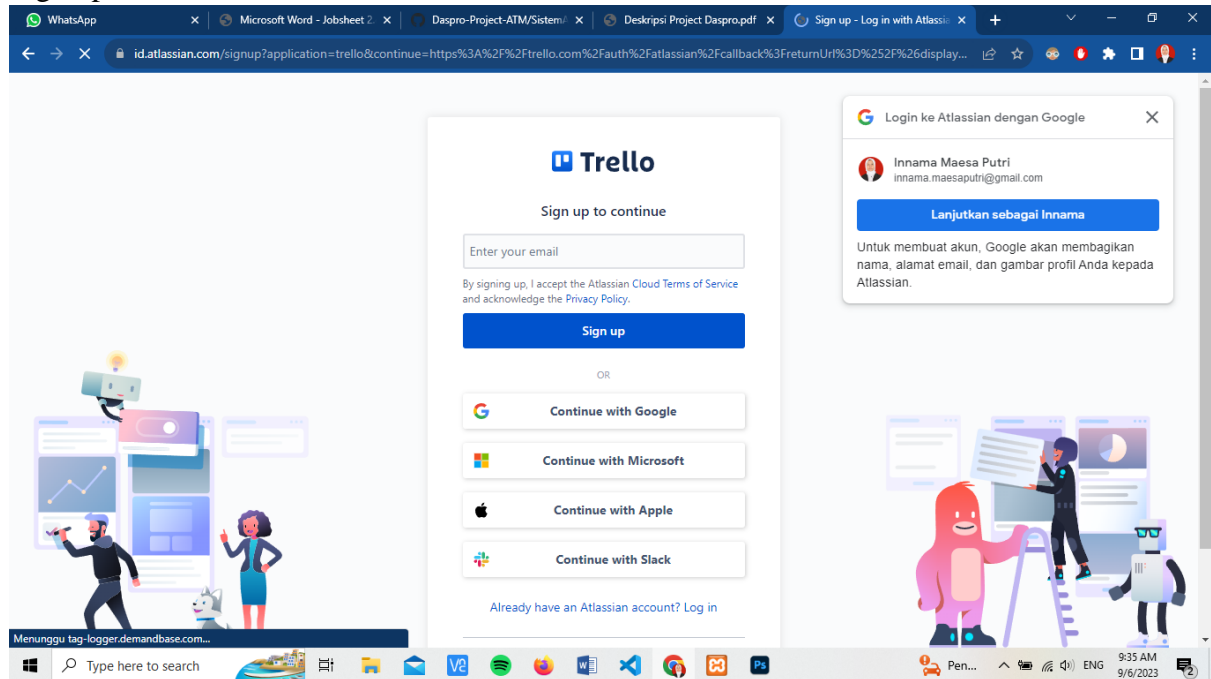 WhatsApp
Microsoft Word - Jobsheet 2.
Daspro-Project-ATM/Sistem
Deskripsi Project Daspro.pdf
Sign up - Log in with Atlassia
id.atlassian.com/signup?application=trello&continue=https%3A%2F%2Ftrello.com%2Fauth%2Fatlassian%2Fcallback%3FreturnUrl%3D%252F%26display...
Login ke Atlassian dengan Google
Innama Maesa Putri
innama.maesaputri@gmail.com
Lanjutkan sebagai Innama
Untuk membuat akun, Google akan membagikan
nama, alamat email, dan gambar profil Anda kepada
Atlassian.
Trello
Sign up to continue
Enter your email
By signing up, I accept the Atlassian Cloud Terms of Service
and acknowledge the Privacy Policy.
Sign up
OR
Continue with Google
Continue with Microsoft
Continue with Apple
Continue with Slack
Already have an Atlassian account? Log in
Menunggu tag-logger.demandbase.com...
Type here to search
Pen...
ENG
9:35 AM
9/6/2023
2